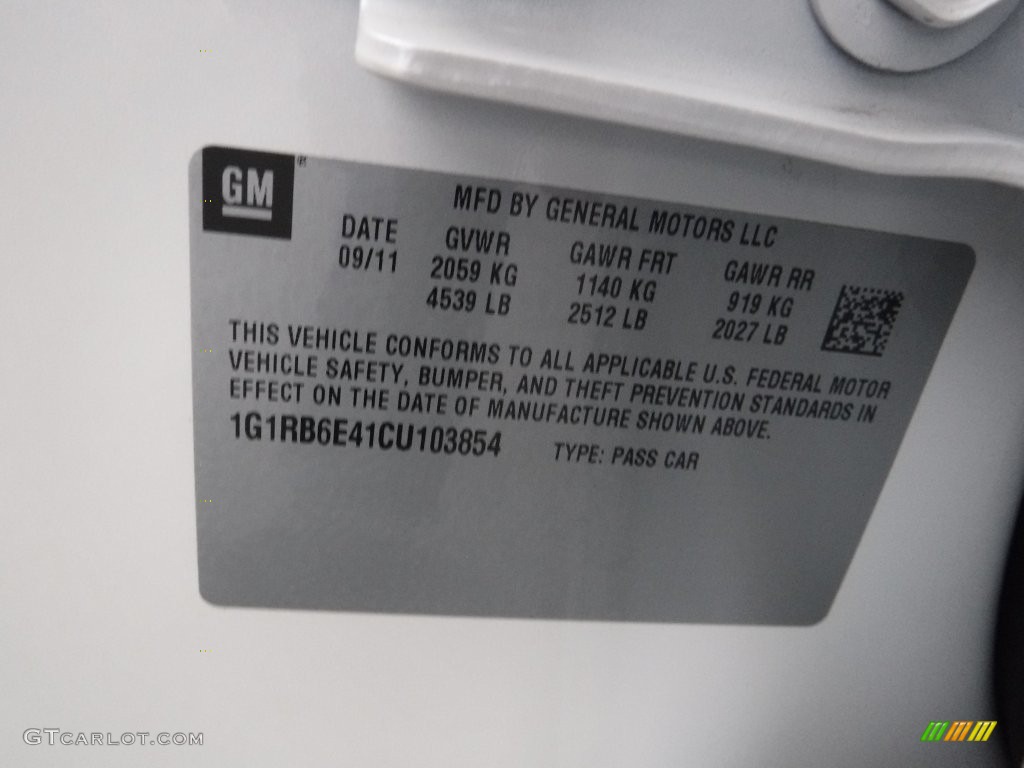 GM®
MFD BY GENERAL MOTORS LLC
DATE GVWR GAWR FRT GAWR RR
09/11 2059 KG 1140 KG 919 KG
4539 LB 2512 LB 2027 LB
THIS VEHICLE CONFORMS TO ALL APPLICABLE U.S. FEDERAL MOTOR
VEHICLE SAFETY, BUMPER, AND THEFT PREVENTION STANDARDS IN
EFFECT ON THE DATE OF MANUFACTURE SHOWN ABOVE.
1G1RB6E41CU103854 TYPE: PASS CAR
GTCARLOT.COM